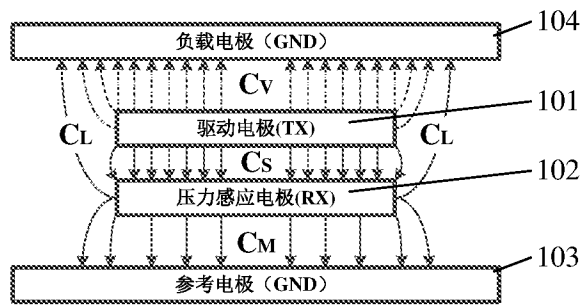 104
负载电极（GND）
CV
101
驱动电极(TX)
CL
CL
CS
102
压力感应电极(RX)
CM
103
参考电极（GND）